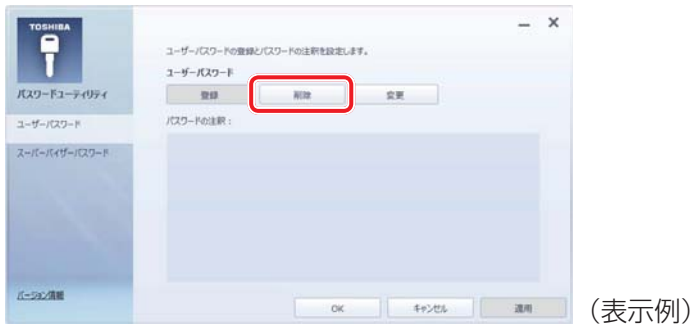 TOSHIBA
パスワードユーティリティ
ユーザーパスワード
スーパーバイザーパスワード
バージョン情報
ユーザーパスワードの登録とパスワードの注釈を設定します。
ユーザーパスワード
登録 削除 変更
パスワードの注釈：
OK キャンセル 適用
（表示例）